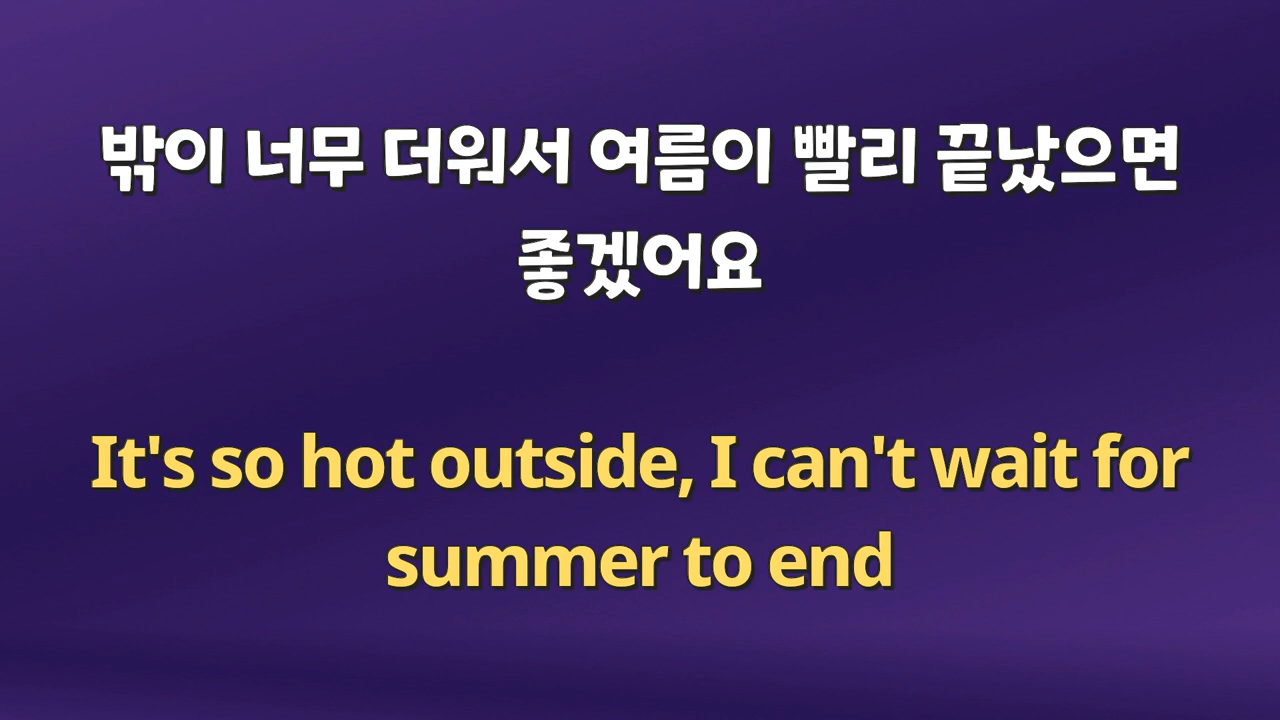 밖이 너무 더워서 여름이 빨리 끝났으면
좋겠어요
It's so hot outside, I can't wait for
summer to end